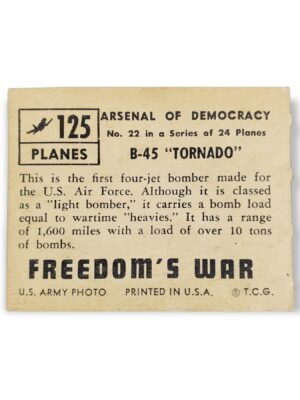 125
PLANES
ARSENAL OF DEMOCRACY
No. 22 in a Series of 24 Planes
B-45 "TORNADO"
This is the first four-jet bomber made for
the U.S. Air Force. Although it is classed
as a "light bomber," it carries a bomb load
equal to wartime "heavies." It has a range
of 1,600 miles with a load of over 10 tons
of bombs.
FREEDOM'S WAR
U.S. ARMY PHOTO PRINTED IN U.S.A. © T.C.G.